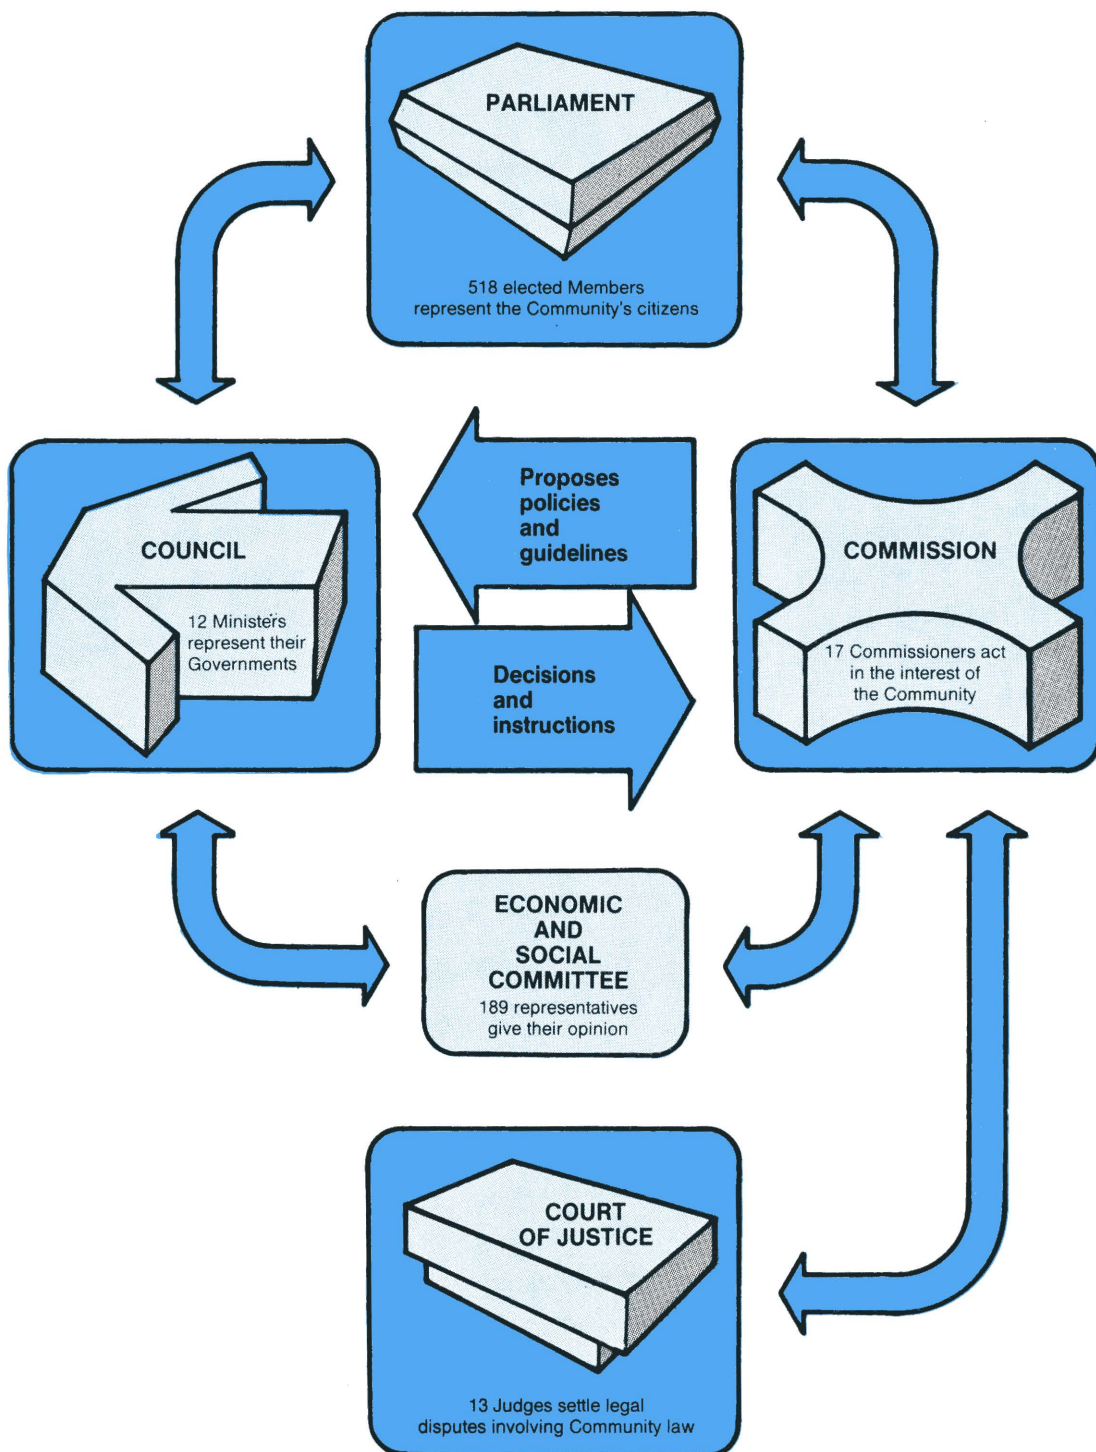 PARLIAMENT
518 elected Members
represent the Community's citizens
Proposes
policies
and
guidelines
COUNCIL
12 Ministers
represent their
Governments
COMMISSION
17 Commissioners act
in the interest of
the Community
Decisions
and
instructions
ECONOMIC
AND
SOCIAL
COMMITTEE
189 representatives
give their opinion
COURT
OF JUSTICE
13 Judges settle legal
disputes involving Community law